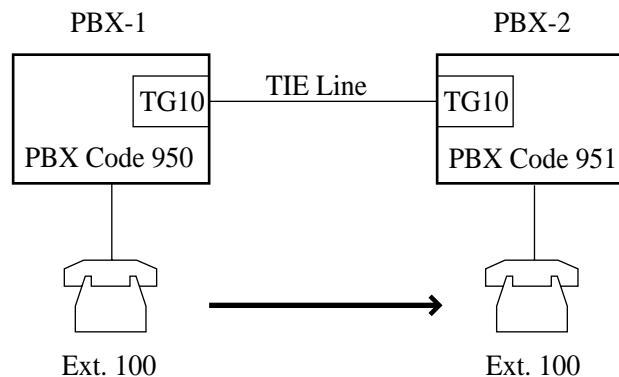 PBX-1
PBX-2
TG10
TIE Line
TG10
PBX Code 950
PBX Code 951
Ext. 100
Ext. 100